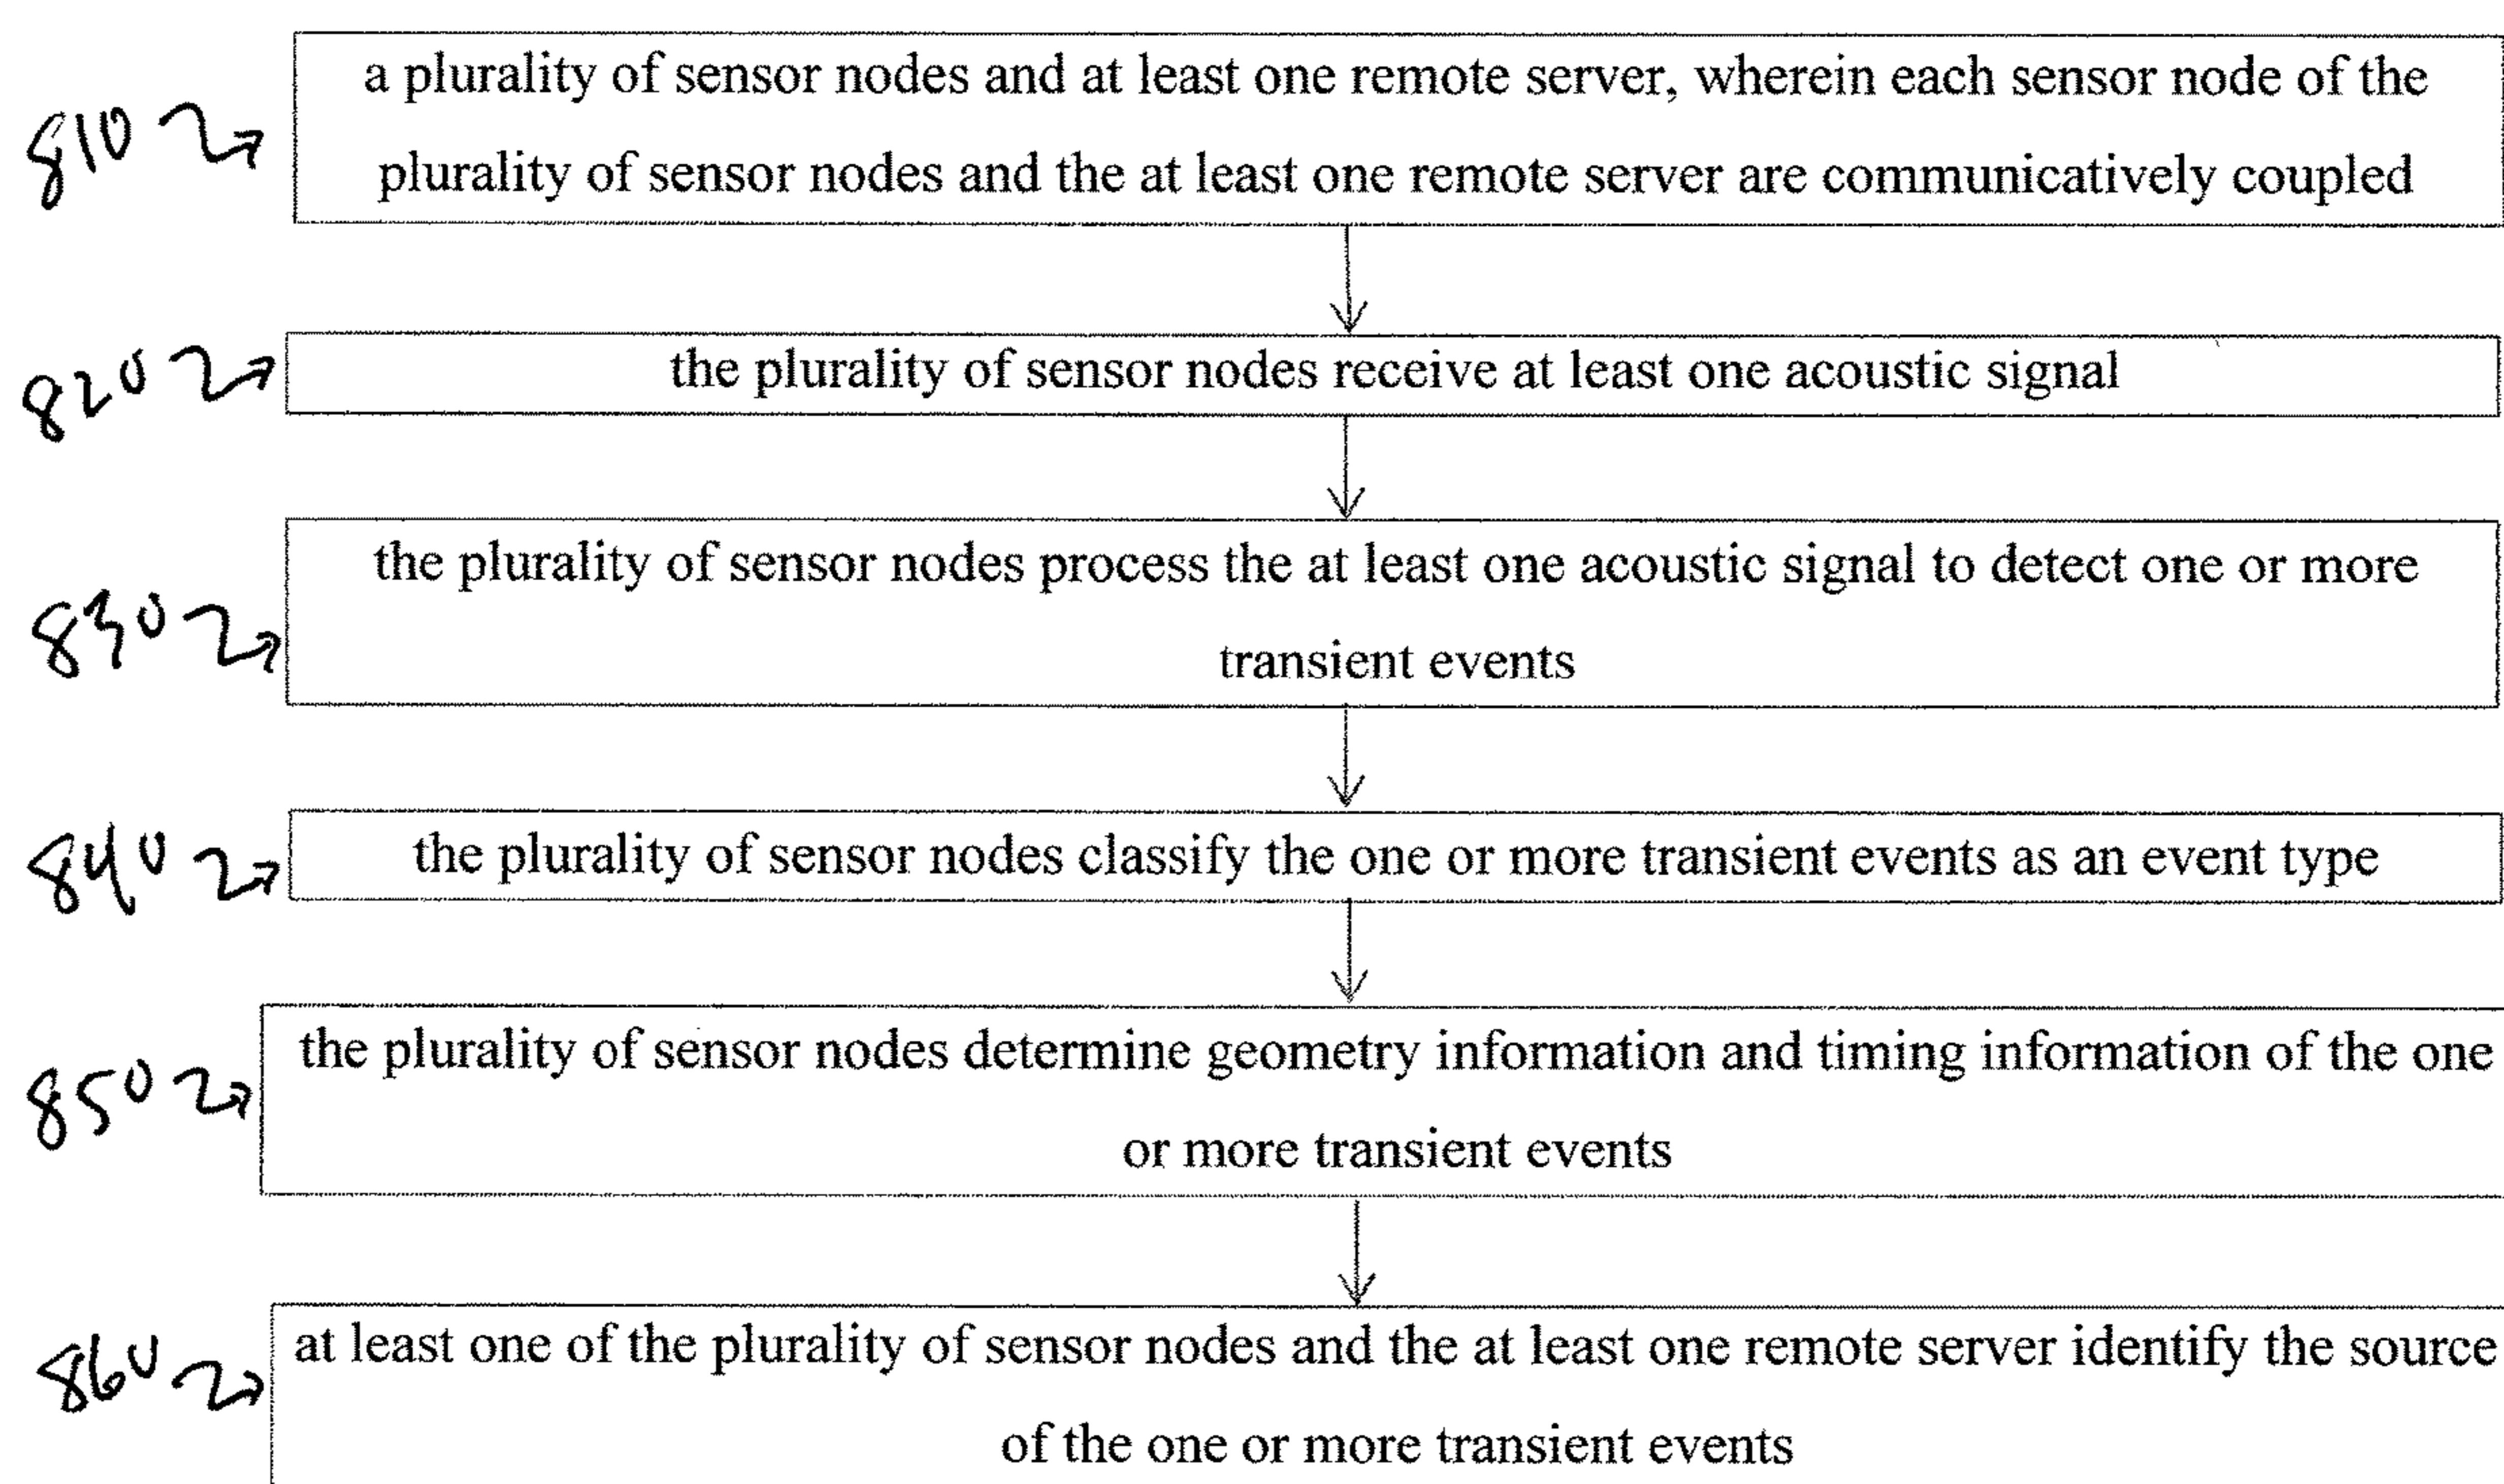 810
a plurality of sensor nodes and at least one remote server, wherein each sensor node of the
plurality of sensor nodes and the at least one remote server are communicatively coupled
820
the plurality of sensor nodes receive at least one acoustic signal
830
the plurality of sensor nodes process the at least one acoustic signal to detect one or more
transient events
840
the plurality of sensor nodes classify the one or more transient events as an event type
850
the plurality of sensor nodes determine geometry information and timing information of the one
or more transient events
860
at least one of the plurality of sensor nodes and the at least one remote server identify the source
of the one or more transient events